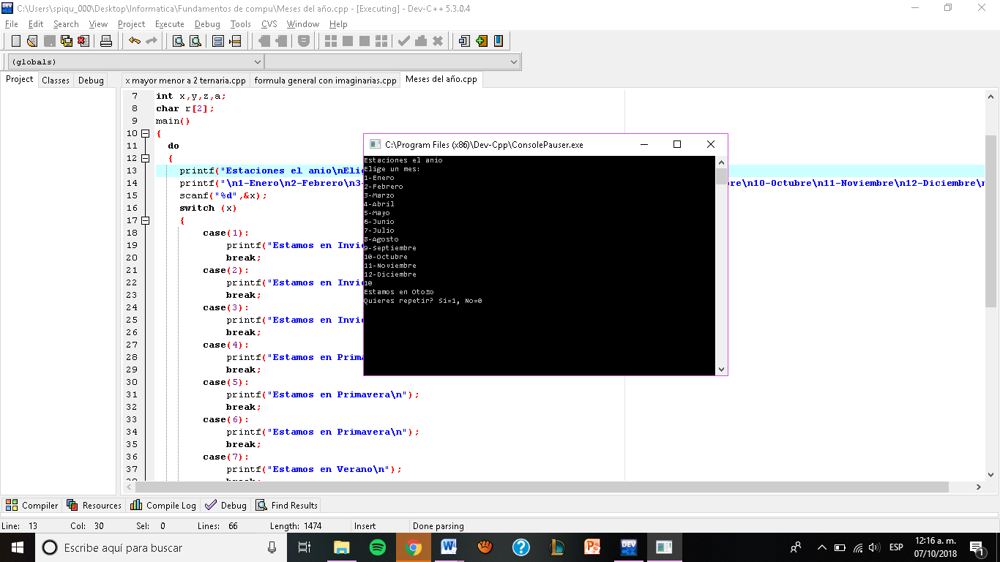 C:\Users\spiqu_000\Desktop\Informatica\Fundamentos de compu\Meses del año.cpp - [Executing] - Dev-C++ 5.3.0.4
File Edit Search View Project Execute Debug Tools CVS Window Help
(globals)
Project Classes Debug
x mayor menor a 2 ternaria.cpp formula general con imaginarias.cpp Meses del año.cpp
7 int x,y,z,a;
8 char r[2];
9 main()
10 {
11 do
12 {
13 printf("Estaciones el anio\nElig
14 printf("\n1-Enero\n2-Febrero\n3- re\n10-Octubre\n11-Noviembre\n12-Diciembre\n
15 scanf("%d",&x);
16 switch (x)
17 {
18 case(1):
19 printf("Estamos en Invie
20 break;
21 case(2):
22 printf("Estamos en Invie
23 break;
24 case(3):
25 printf("Estamos en Invie
26 break;
27 case(4):
28 printf("Estamos en Prima
29 break;
30 case(5):
31 printf("Estamos en Primavera\n");
32 break;
33 case(6):
34 printf("Estamos en Primavera\n");
35 break;
36 case(7):
37 printf("Estamos en Verano\n");
C:\Program Files (x86)\Dev-Cpp\ConsolePauser.exe
Estaciones el anio
Elige un mes:
1-Enero
2-Febrero
3-Marzo
4-Abril
5-Mayo
6-Junio
7-Julio
8-Agosto
9-Septiembre
10-Octubre
11-Noviembre
12-Diciembre
10
Estamos en Oto±o
Quieres repetir? Si=1, No=0
Compiler Resources Compile Log Debug Find Results
Line: 13 Col: 30 Sel: 0 Lines: 66 Length: 1474 Insert Done parsing
Escribe aquí para buscar
ESP
12:16 a. m.
07/10/2018
1